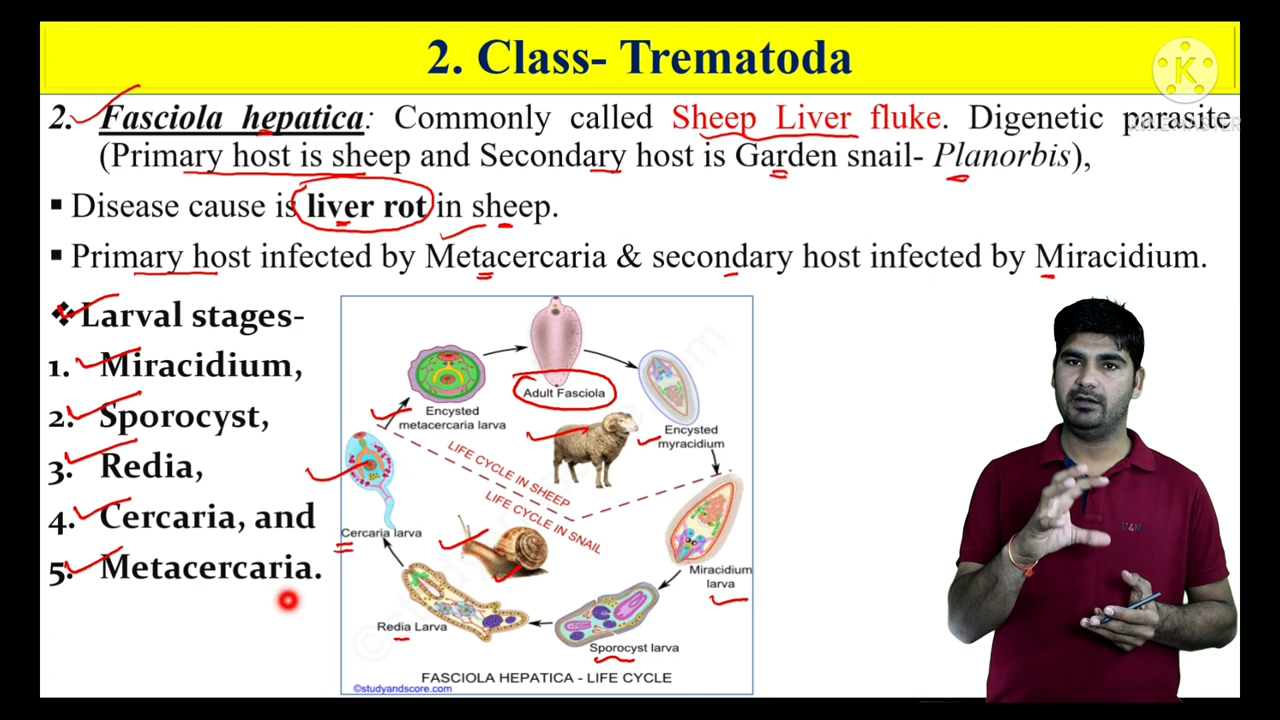 2. Class- Trematoda
K
KINEMASTER
2. Fasciola hepatica: Commonly called Sheep Liver fluke. Digenetic parasite
(Primary host is sheep and Secondary host is Garden snail- Planorbis),
▪ Disease cause is liver rot in sheep.
▪ Primary host infected by Metacercaria & secondary host infected by Miracidium.
❖Larval stages-
1. Miracidium,
2. Sporocyst,
3. Redia,
4. Cercaria, and
5. Metacercaria.
Adult Fasciola
Encysted
metacercaria larva
Encysted
myracidium
LIFE CYCLE IN SHEEP
LIFE CYCLE IN SNAIL
Cercaria larva
Miracidium
larva
Redia Larva
Sporocyst larva
FASCIOLA HEPATICA - LIFE CYCLE
©studyandscore.com